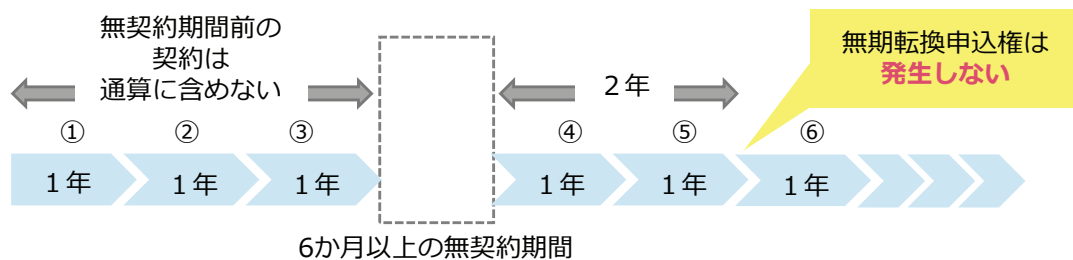 無契約期間前の
契約は
通算に含めない
２年
無期転換申込権は
発生しない
① ② ③ ④ ⑤ ⑥
１年 １年 １年 １年 １年 １年
6か月以上の無契約期間